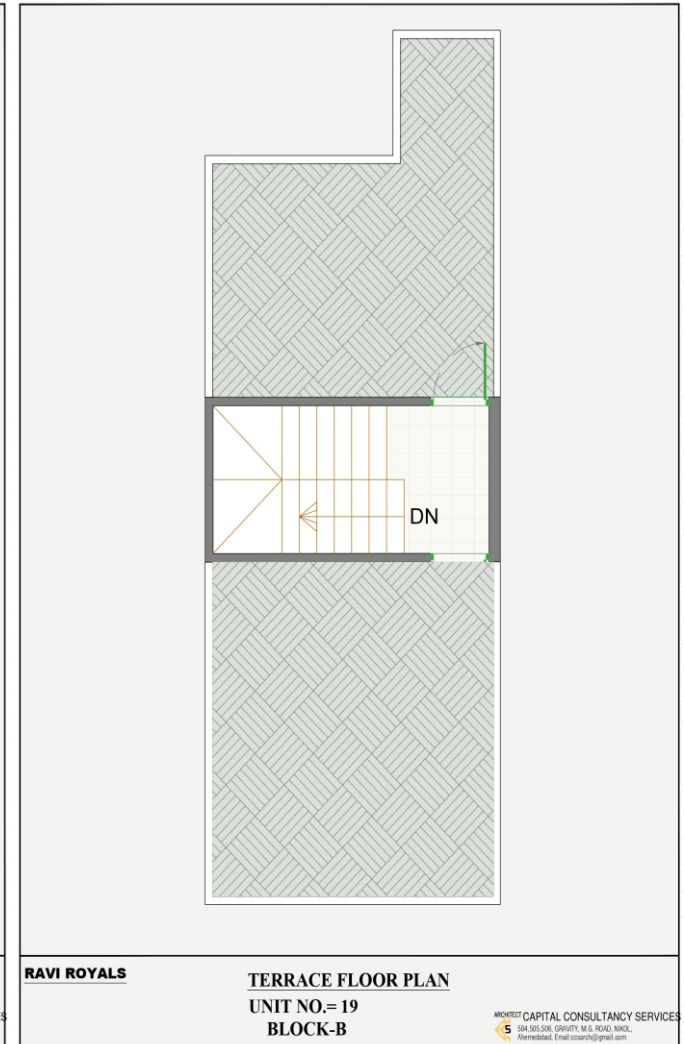 DN
RAVI ROYALS
TERRACE FLOOR PLAN
UNIT NO.= 19
BLOCK-B
ARCHITECT CAPITAL CONSULTANCY SERVICES
504,505,506, GRAVITY, M.G. ROAD, NIKOL,
Ahemedabad, Email:ccsarch@gmail.com
S